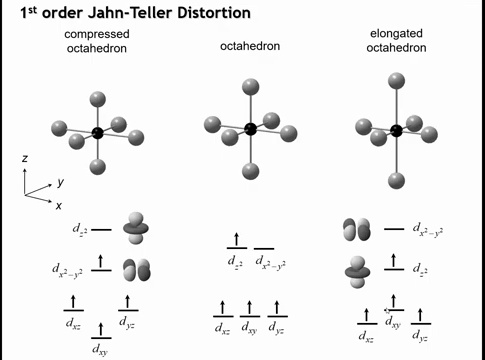 1st order Jahn-Teller Distortion
compressed
octahedron
octahedron
elongated
octahedron
z
y
x
dz²
dx²−y²
dxz
dyz
dxy
dz² dx²−y²
dxz dxy dyz
dx²−y²
dz²
dxy
dxz dyz